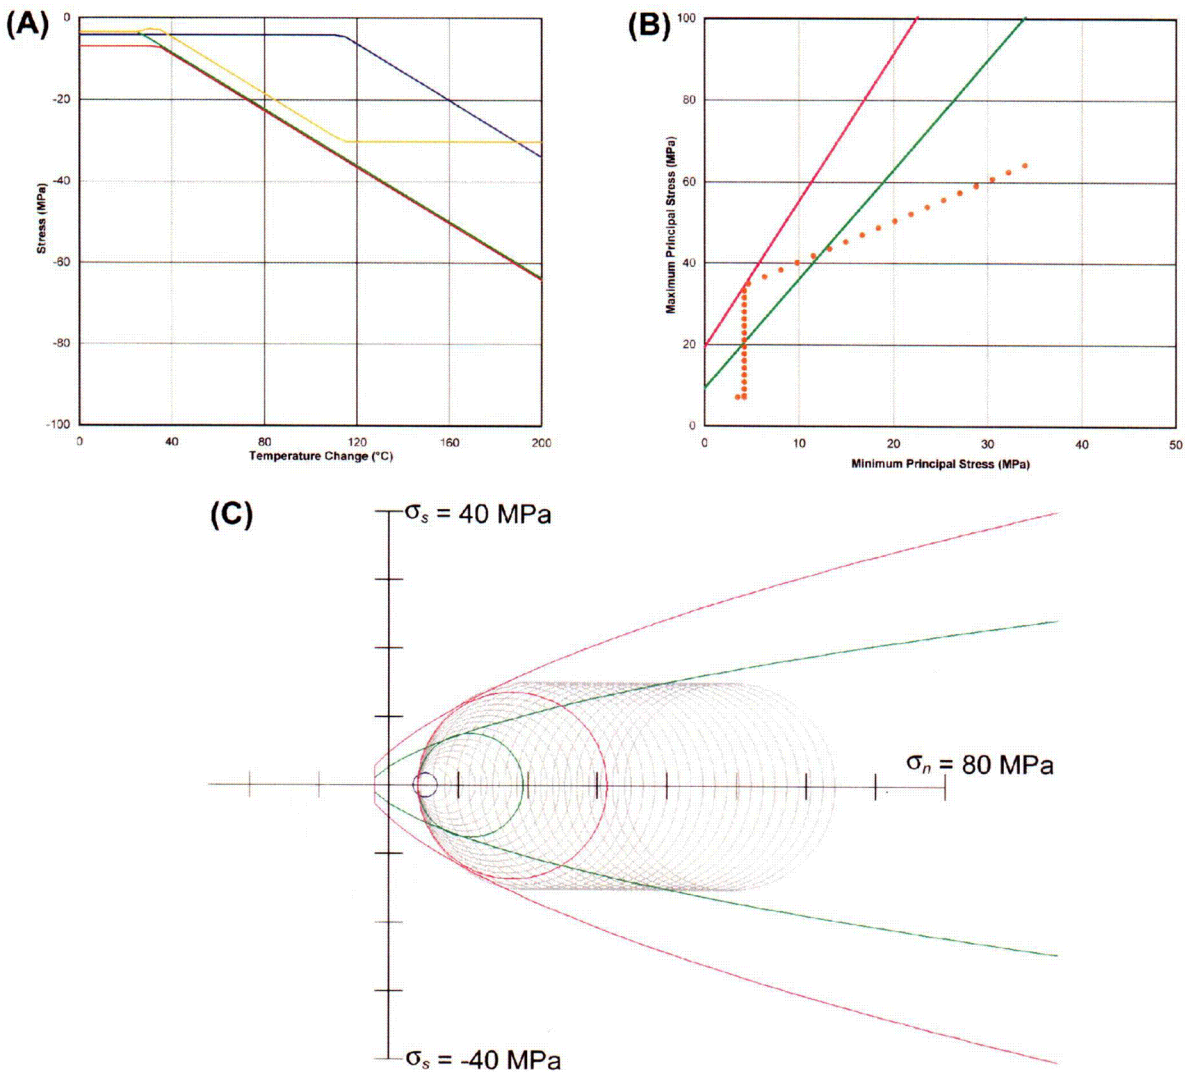 (A)
0
-20
-40
-60
-80
-100
Stress (MPa)
0 40 80 120 160 200
Temperature Change (°C)
(B)
100
80
60
40
20
0
Maximum Principal Stress (MPa)
0 10 20 30 40 50
Minimum Principal Stress (MPa)
(C)
σs = 40 MPa
σn = 80 MPa
σs = -40 MPa